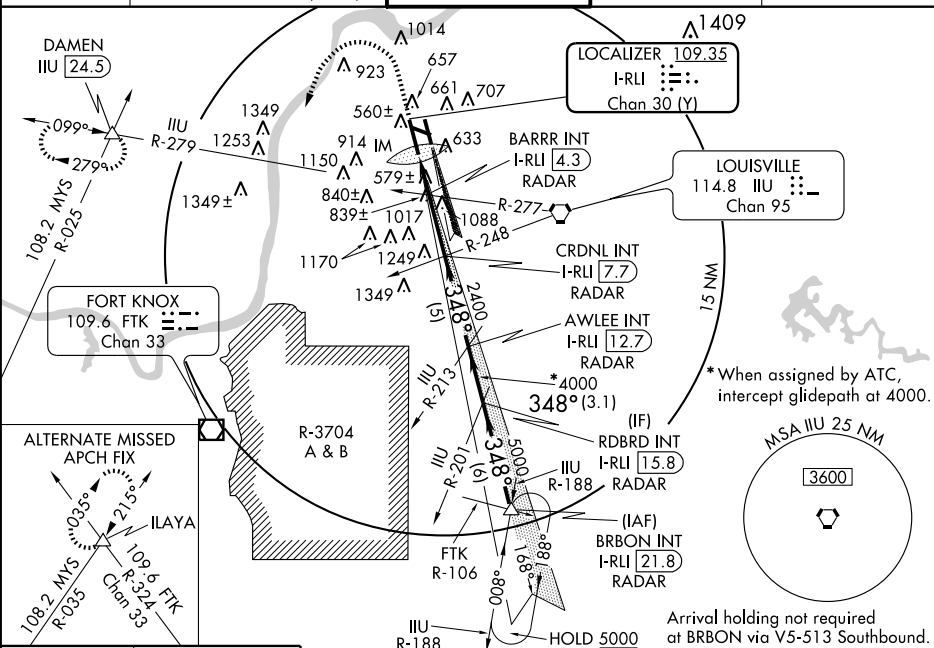 DAMEN
IIU 24.5
099°
279°
108.2 MYS
R-025
IIU
R-279
1349
1253
1349±
1150
914
923
1014
560±
657
661
707
1409
IM
633
579±
840±
839±
1017
1170
1249
1349
1088
LOCALIZER 109.35
I-RLI
Chan 30 (Y)
BARRR INT
I-RLI 4.3
RADAR
R-277
R-248
LOUISVILLE
114.8 IIU
Chan 95
CRDNL INT
I-RLI 7.7
RADAR
348°
(5)
2400
AWLEE INT
I-RLI 12.7
RADAR
15 NM
*4000
348° (3.1)
*When assigned by ATC,
intercept glidepath at 4000.
FORT KNOX
109.6 FTK
Chan 33
R-3704
A & B
IIU
R-213
IIU
R-201
(IF)
RDBRD INT
I-RLI 15.8
RADAR
348°
(6)
5000
IIU
R-188
(IAF)
BRBON INT
I-RLI 21.8
RADAR
FTK
R-106
008°
168°
188°
IIU
R-188
HOLD 5000
ALTERNATE MISSED
APCH FIX
035°
215°
ILAYA
108.2 MYS
R-035
109.6 FTK
R-324
Chan 33
MSA IIU 25 NM
3600
Arrival holding not required
at BRBON via V5-513 Southbound.